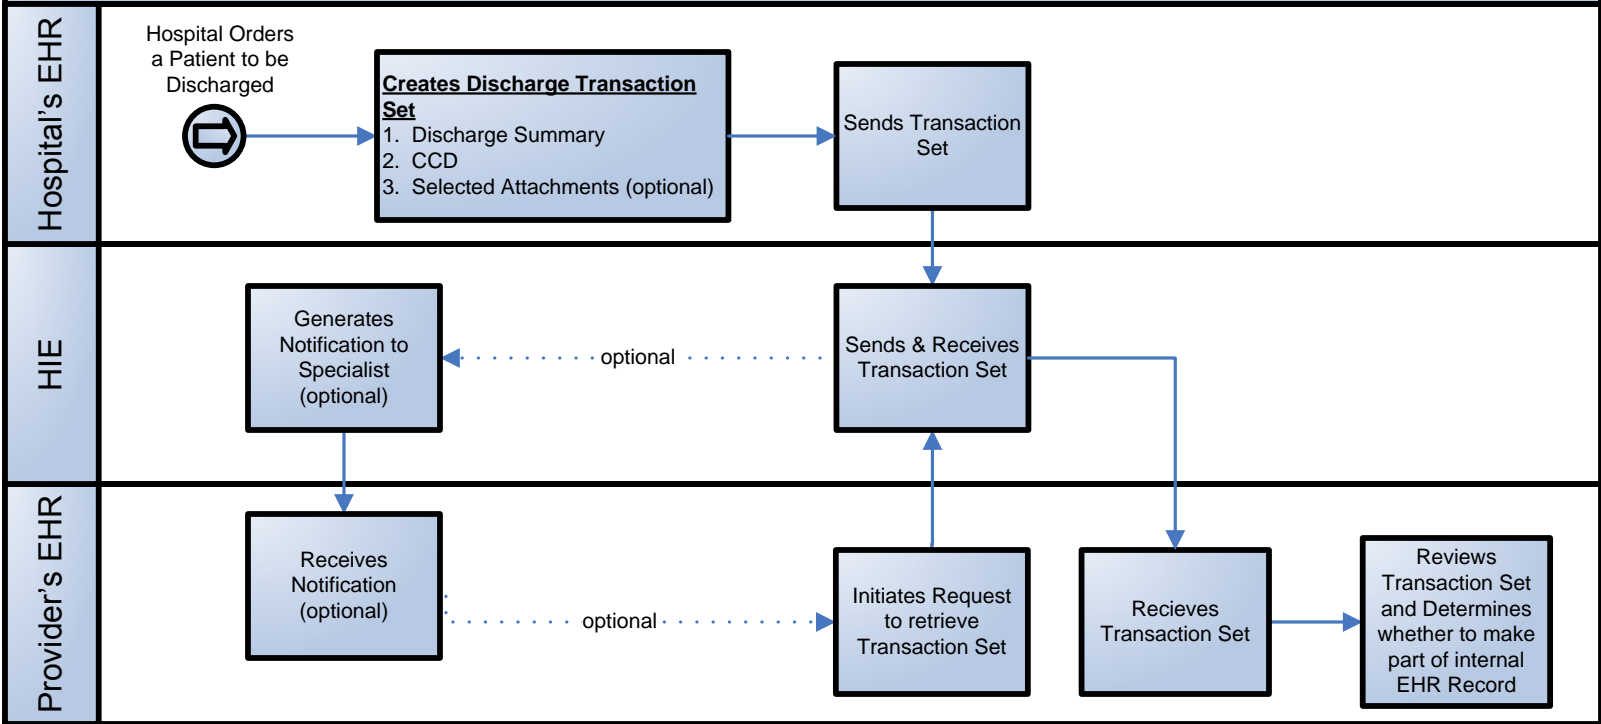 Hospital's EHR
Hospital Orders
a Patient to be
Discharged
Creates Discharge Transaction
Set
1. Discharge Summary
2. CCD
3. Selected Attachments (optional)
Sends Transaction
Set
HIE
Generates
Notification to
Specialist
(optional)
optional
Sends & Receives
Transaction Set
Provider's EHR
Receives
Notification
(optional)
optional
Initiates Request
to retrieve
Transaction Set
Recieves
Transaction Set
Reviews
Transaction Set
and Determines
whether to make
part of internal
EHR Record